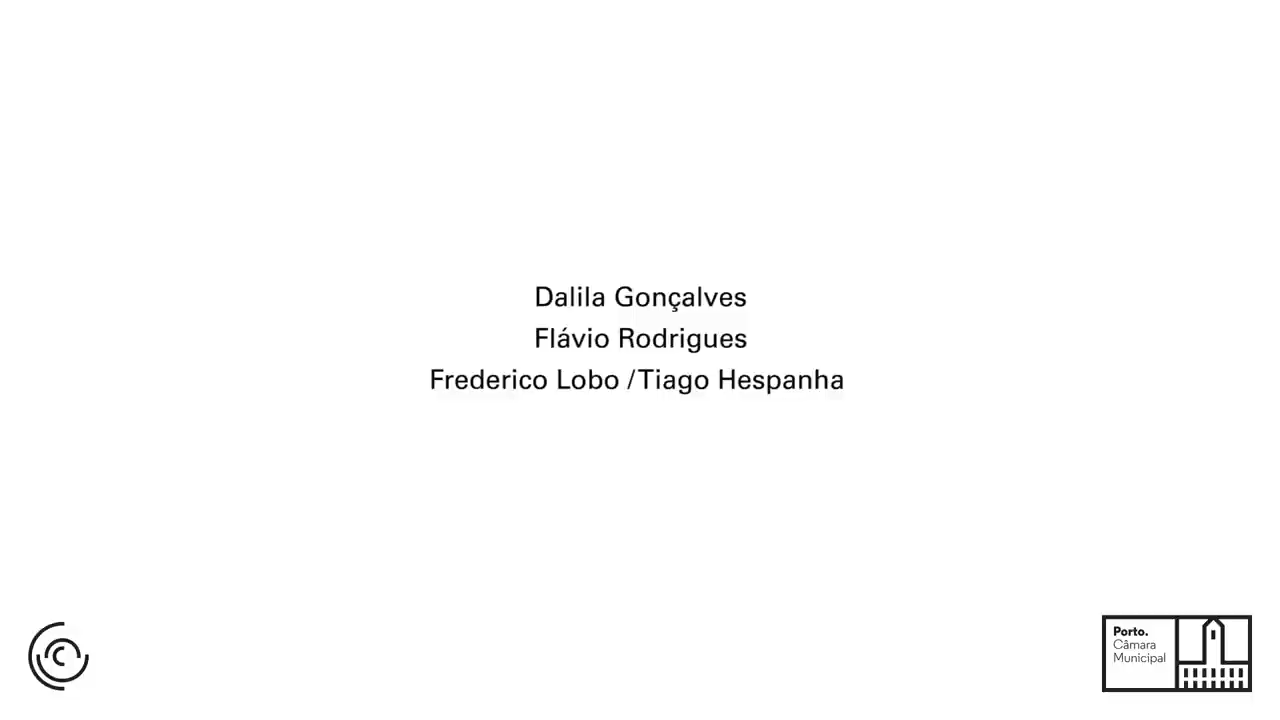 Dalila Gonçalves
Flávio Rodrigues
Frederico Lobo / Tiago Hespanha
Porto.
Câmara
Municipal